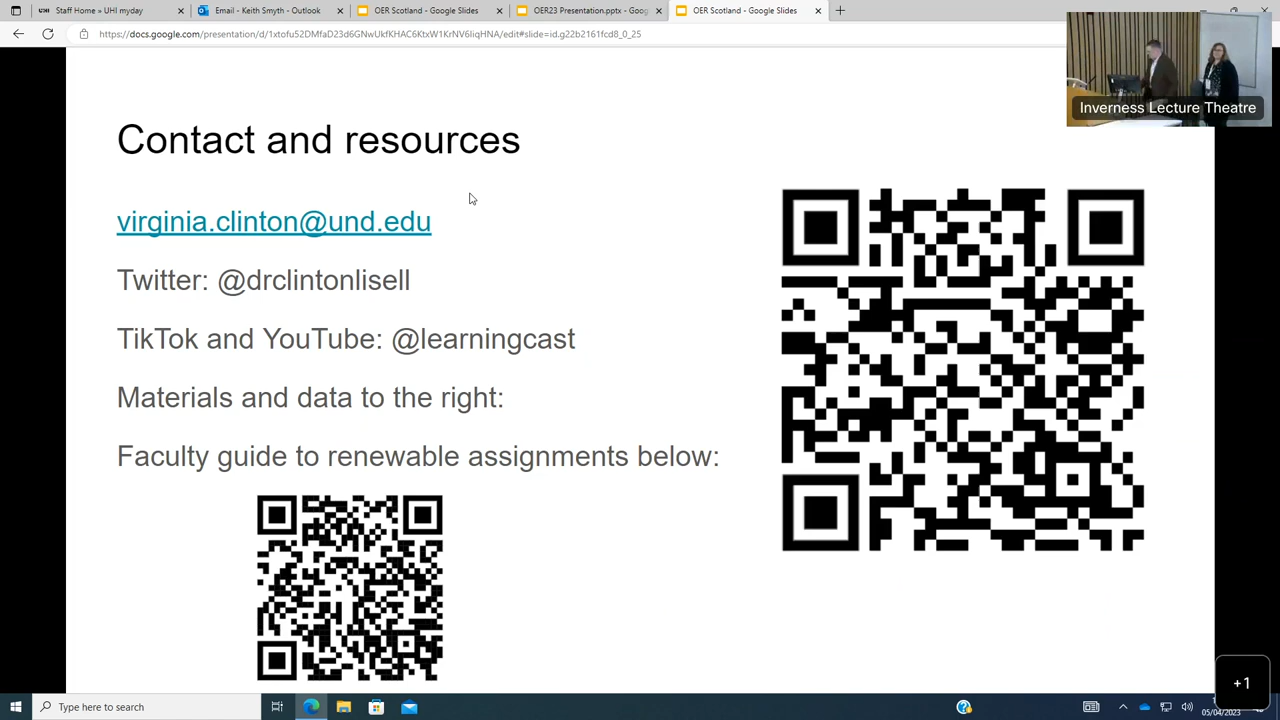 Staff Home » UHI myday
Email - Keith Smyth - Outlook
OER Scotland - Google Slides
OER23 Presentation.pptx - Goog
OER Scotland - Google Slides
https://docs.google.com/presentation/d/1xtofu52DMfaD23d6GNwUkfKHAC6KtxW1KrNV6IiqHNA/edit#slide=id.g22b2161fcd8_0_25
Inverness Lecture Theatre
Contact and resources
virginia.clinton@und.edu
Twitter: @drclintonlisell
TikTok and YouTube: @learningcast
Materials and data to the right:
Faculty guide to renewable assignments below:
+1
Type here to search
05/04/2023